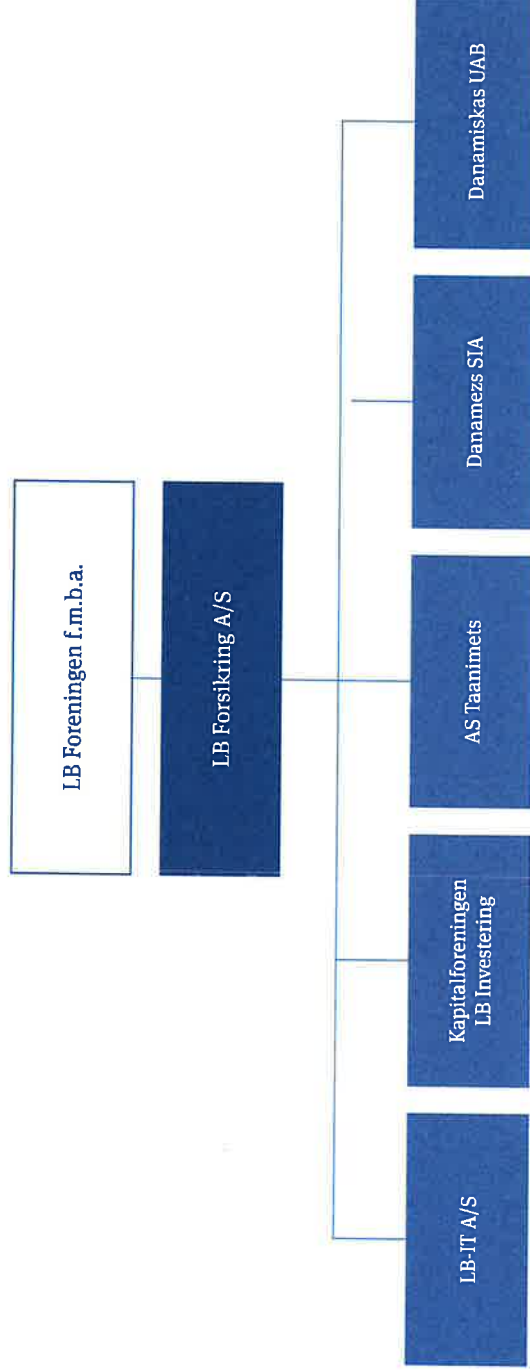 LB Foreningen f.m.b.a.
LB Forsikring A/S
LB-IT A/S
Kapitalforeningen
LB Investering
AS Taanimets
Danamezs SIA
Danamiskas UAB